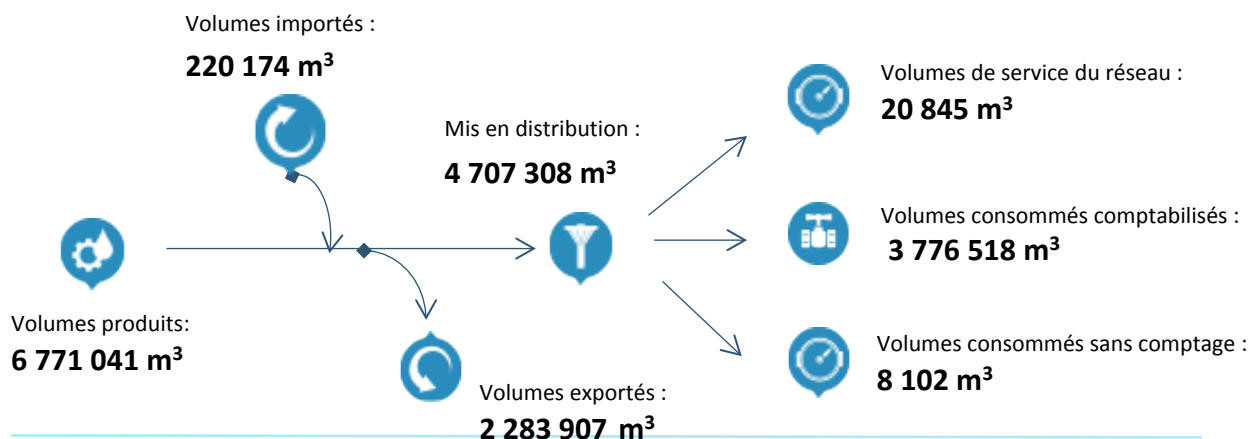 Volumes importés :
220 174 m³
Mis en distribution :
4 707 308 m³
Volumes de service du réseau :
20 845 m³
Volumes consommés comptabilisés :
3 776 518 m³
Volumes produits:
6 771 041 m³
Volumes consommés sans comptage :
8 102 m³
Volumes exportés :
2 283 907 m³